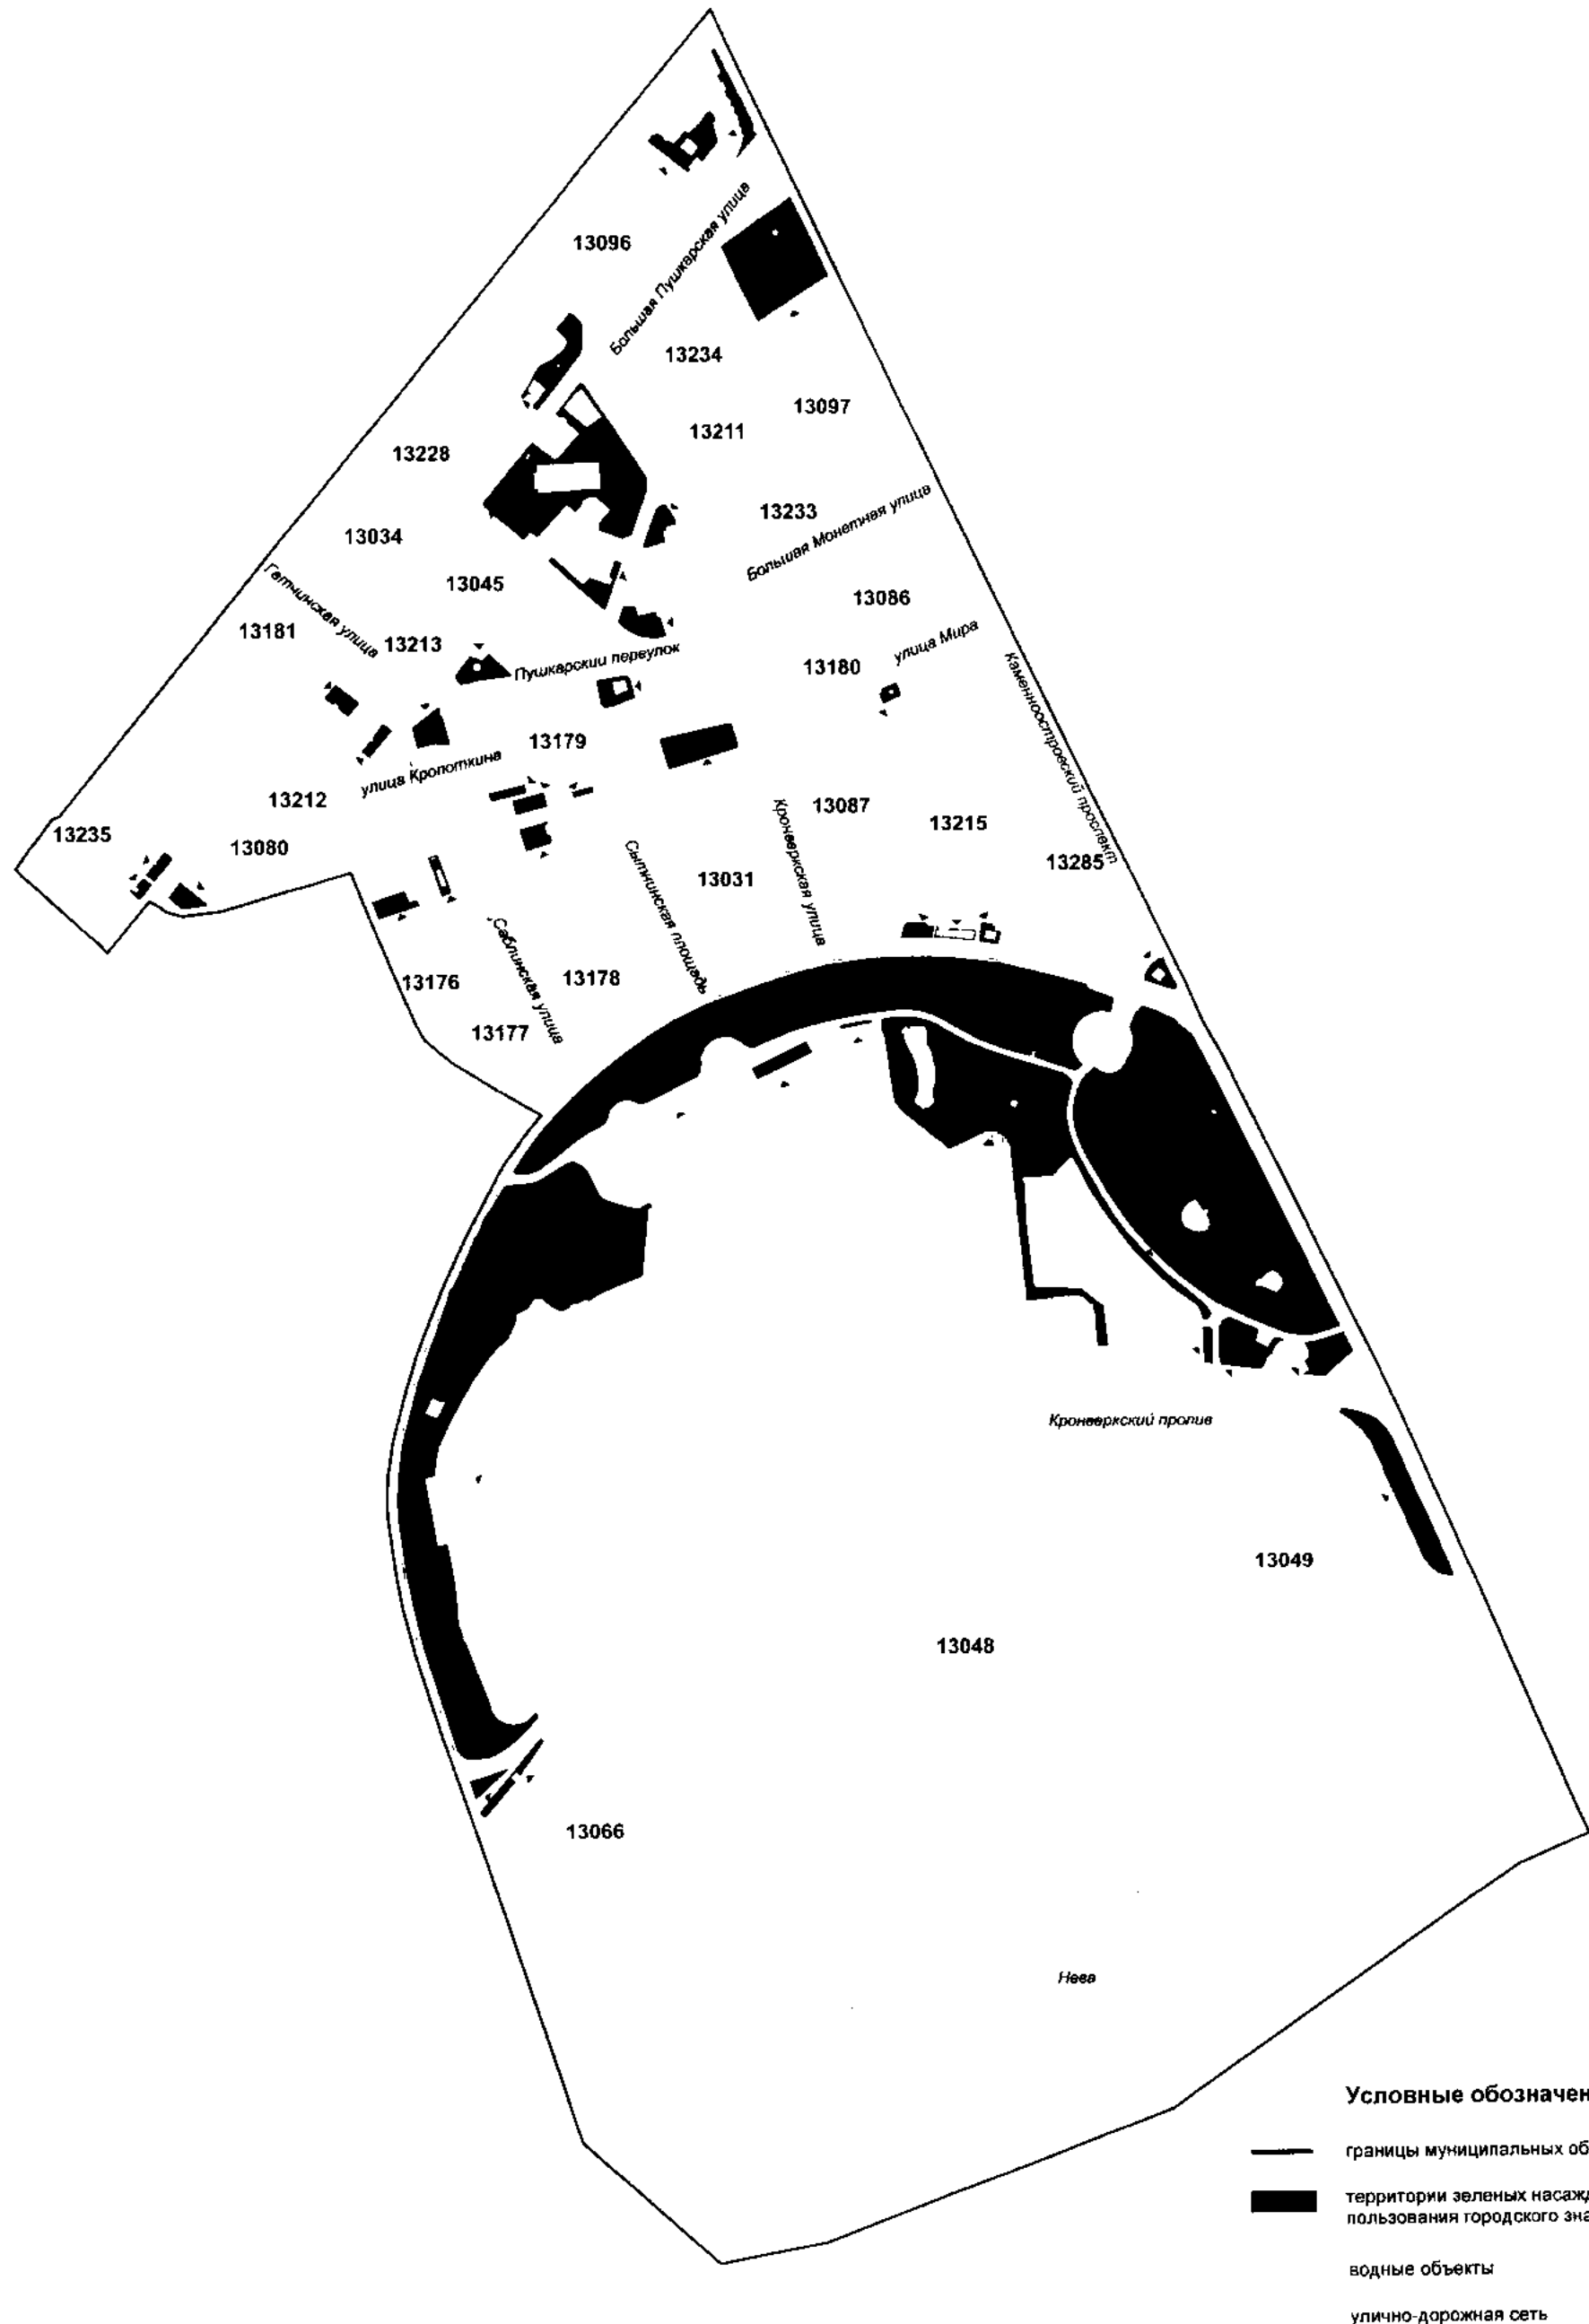 13096
Большая Пушкарская улица
13234
13097
13211
13228
13233
Большая Монетная улица
13034
13045
Гатчинская улица
13086
13181
13213
улица Мира
Пушкарский переулок
13180
Каменноостровский проспект
13179
улица Кропоткина
13212
13087
Кронверкская улица
13215
13235
13080
13285
Сытнинская площадь
13031
Саблинская улица
13176
13178
13177
Кронверкский пролив
13049
13048
13066
Нева
Условные обозначен
границы муниципальных об
территории зеленых насажд
пользования городского зна
водные объекты
улично-дорожная сеть